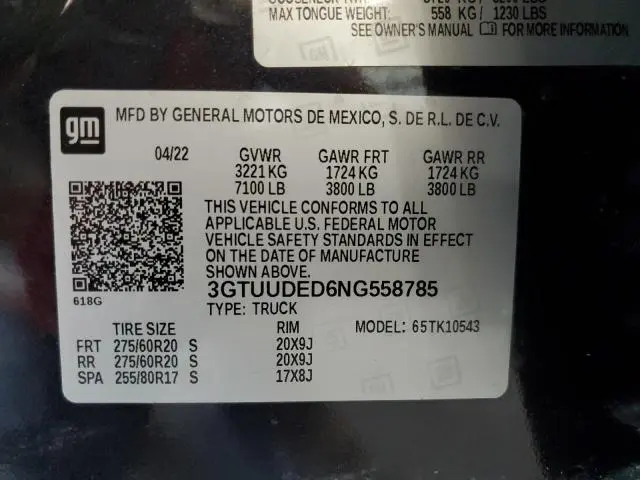 MAX TONGUE WEIGHT: 558 KG/ 1230 LBS
SEE OWNER'S MANUAL FOR MORE INFORMATION
gm
MFD BY GENERAL MOTORS DE MEXICO, S. DE R.L. DE C.V.
04/22 GVWR GAWR FRT GAWR RR
3221 KG 1724 KG 1724 KG
7100 LB 3800 LB 3800 LB
THIS VEHICLE CONFORMS TO ALL
APPLICABLE U.S. FEDERAL MOTOR
VEHICLE SAFETY STANDARDS IN EFFECT
ON THE DATE OF MANUFACTURE
SHOWN ABOVE.
618G
3GTUUDED6NG558785
TYPE: TRUCK
TIRE SIZE RIM MODEL: 65TK10543
FRT 275/60R20 S 20X9J
RR 275/60R20 S 20X9J
SPA 255/80R17 S 17X8J